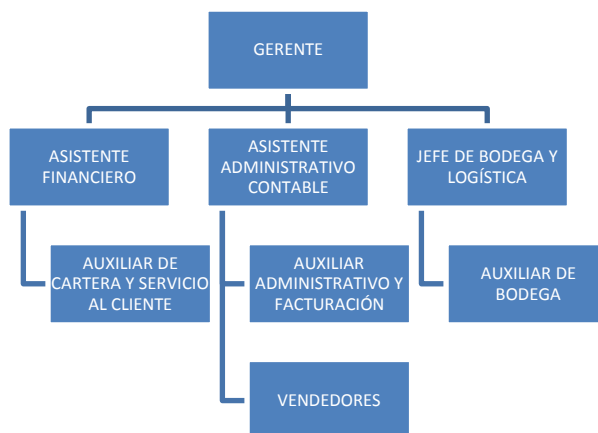 GERENTE
ASISTENTE
FINANCIERO
ASISTENTE
ADMINISTRATIVO
CONTABLE
JEFE DE BODEGA Y
LOGÍSTICA
AUXILIAR DE
CARTERA Y SERVICIO
AL CLIENTE
AUXILIAR
ADMINISTRATIVO Y
FACTURACIÓN
AUXILIAR DE
BODEGA
VENDEDORES